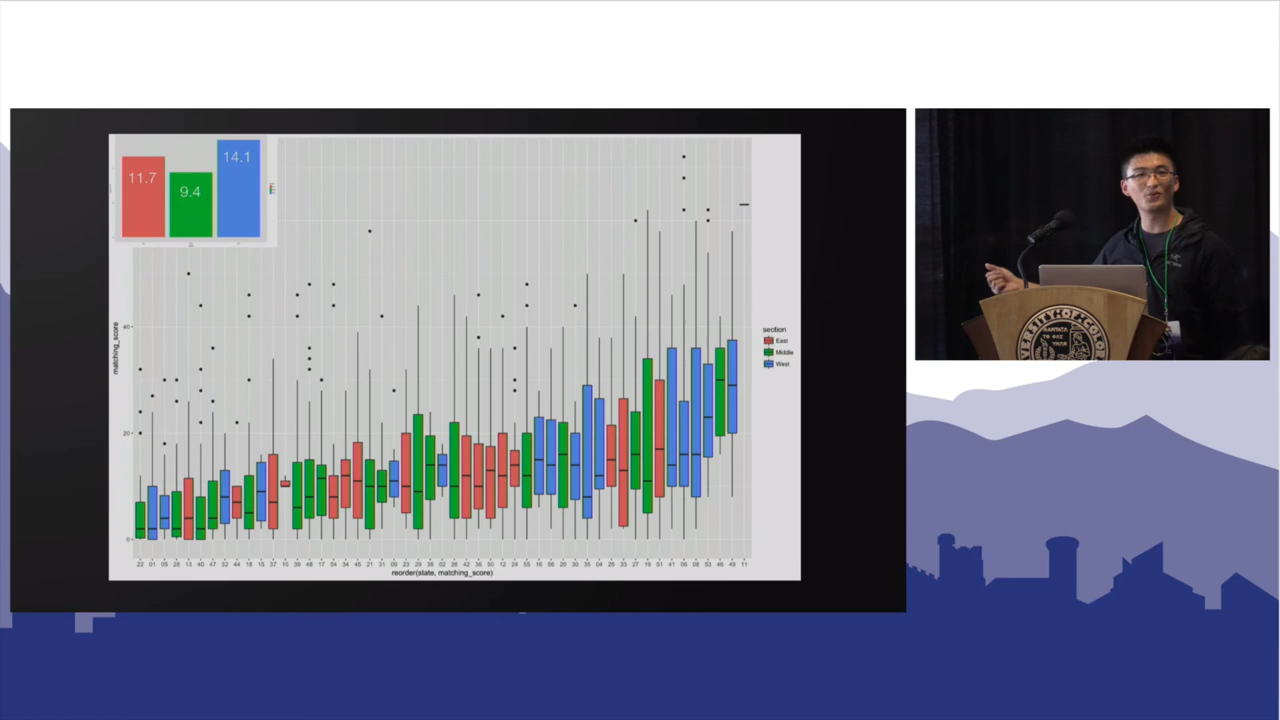 11.7
9.4
14.1
matching_score
40
20
0
section
East
Middle
West
22 01 05 28 13 40 47 32 44 18 15 37 10 39 48 17 54 34 45 21 31 09 23 29 38 02 26 42 36 50 12 24 55 16 56 20 30 35 04 25 33 27 19 51 41 06 08 53 46 49 11
reorder(state, matching_score)